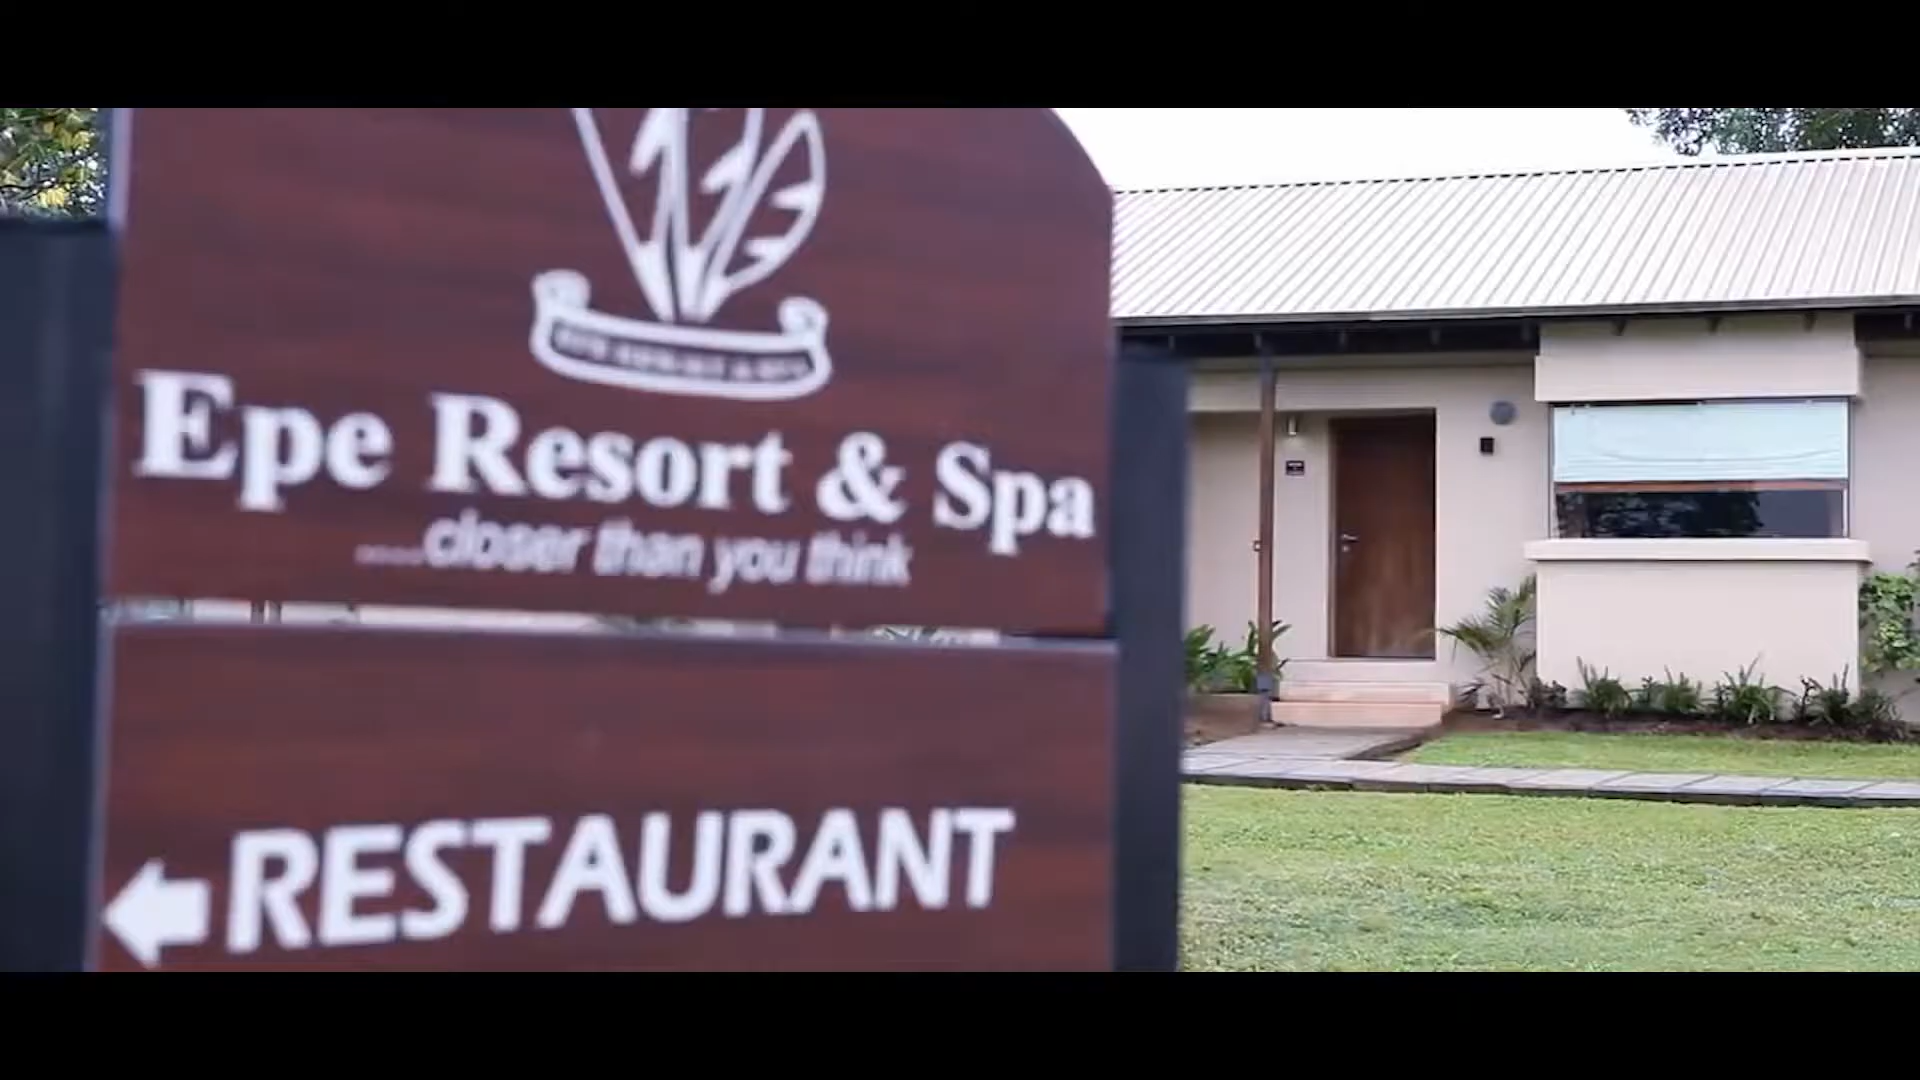 Epe Resort & Spa
.....closer than you think
RESTAURANT